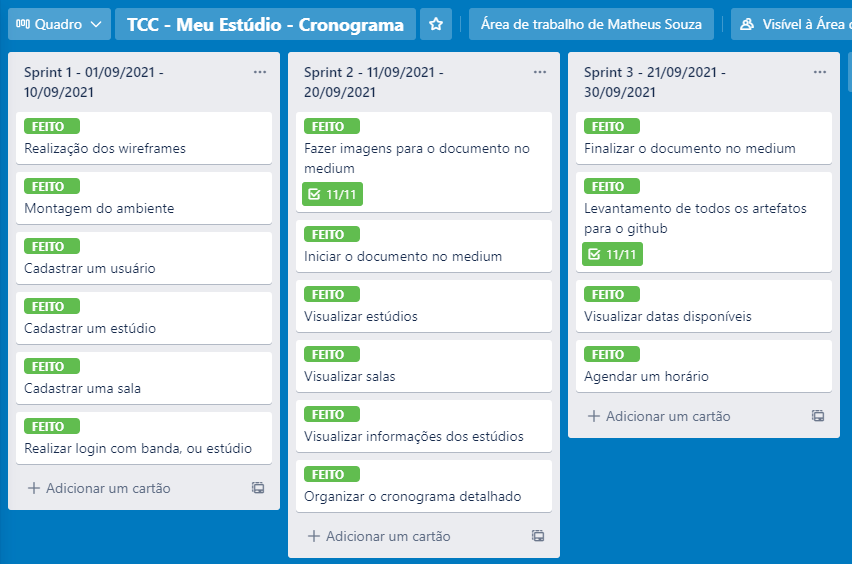 Quadro
TCC - Meu Estúdio - Cronograma
Área de trabalho de Matheus Souza
Visível à Área
Sprint 1 - 01/09/2021 -
10/09/2021
FEITO
Realização dos wireframes
FEITO
Montagem do ambiente
FEITO
Cadastrar um usuário
FEITO
Cadastrar um estúdio
FEITO
Cadastrar uma sala
FEITO
Realizar login com banda, ou estúdio
+ Adicionar um cartão
Sprint 2 - 11/09/2021 -
20/09/2021
FEITO
Fazer imagens para o documento no
medium
11/11
FEITO
Iniciar o documento no medium
FEITO
Visualizar estúdios
FEITO
Visualizar salas
FEITO
Visualizar informações dos estúdios
FEITO
Organizar o cronograma detalhado
+ Adicionar um cartão
Sprint 3 - 21/09/2021 -
30/09/2021
FEITO
Finalizar o documento no medium
FEITO
Levantamento de todos os artefatos
para o github
11/11
FEITO
Visualizar datas disponíveis
FEITO
Agendar um horário
+ Adicionar um cartão